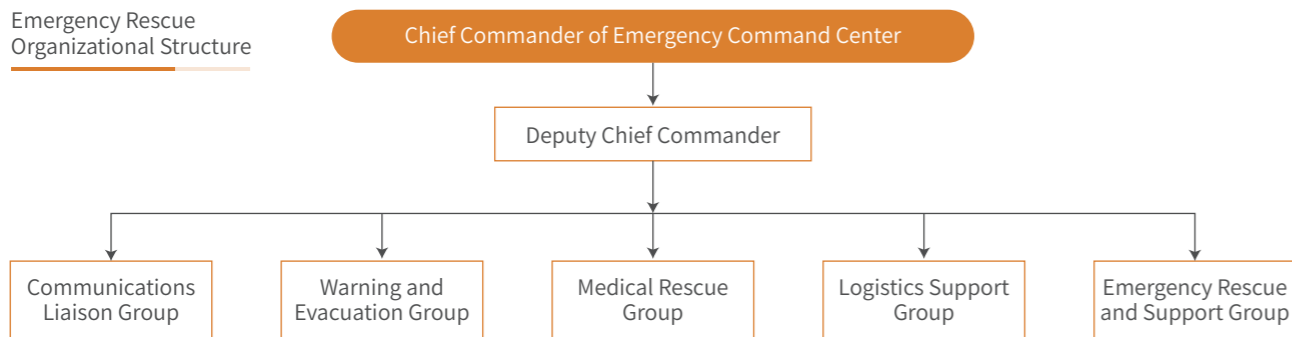 Emergency Rescue
Organizational Structure
Chief Commander of Emergency Command Center
Deputy Chief Commander
Communications
Liaison Group
Warning and
Evacuation Group
Medical Rescue
Group
Logistics Support
Group
Emergency Rescue
and Support Group